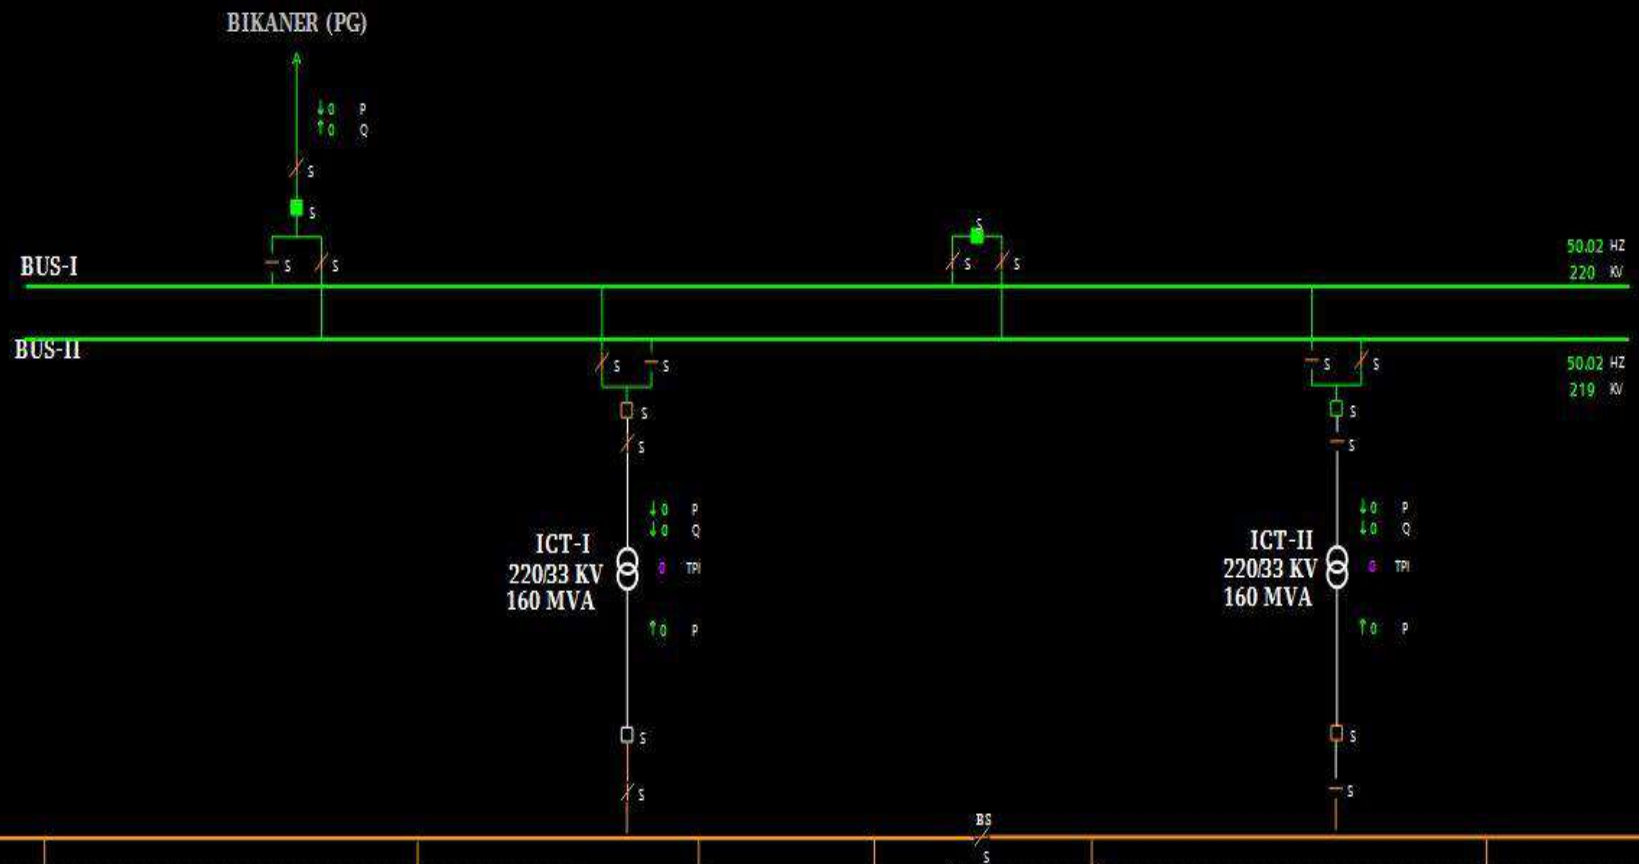 BIKANER (PG)
A
↓0 P
↑0 Q
S
S
S S
S
S S
BUS-I
50.02 HZ
220 KV
BUS-II
50.02 HZ
219 KV
S S
S
S
↓0 P
↓0 Q
ICT-I
220/33 KV
160 MVA
0 TPI
↑0 P
S
S
S S
S
S
↓0 P
↓0 Q
ICT-II
220/33 KV
160 MVA
0 TPI
↑0 P
S
S
BS
S